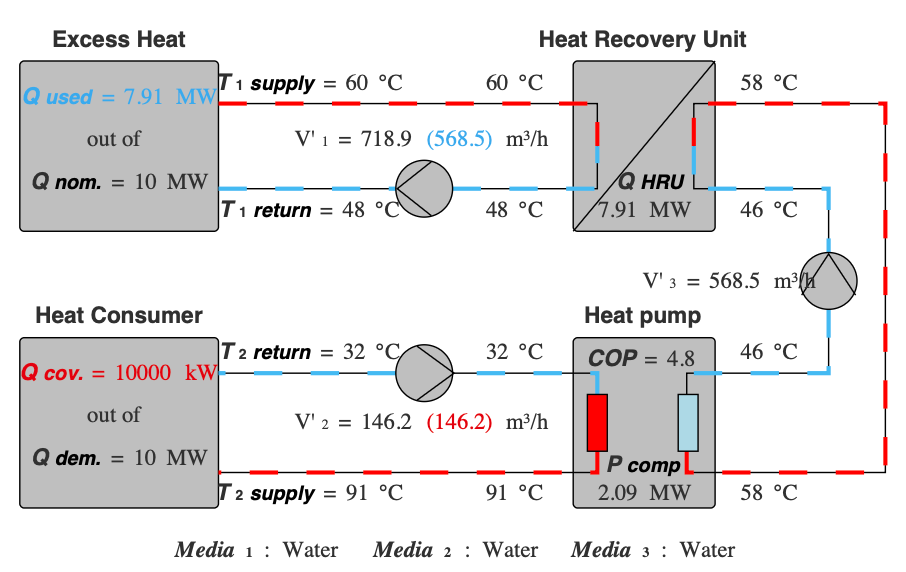 Excess Heat
Heat Recovery Unit
T 1 supply = 60 °C 60 °C 58 °C
Q used = 7.91 MW
out of
V' 1 = 718.9 (568.5) m³/h
Q nom. = 10 MW
Q HRU
7.91 MW
T 1 return = 48 °C 48 °C 46 °C
V' 3 = 568.5 m³/h
Heat Consumer
Heat pump
T 2 return = 32 °C 32 °C 46 °C
COP = 4.8
Q cov. = 10000 kW
out of
V' 2 = 146.2 (146.2) m³/h
Q dem. = 10 MW
P comp
2.09 MW
T 2 supply = 91 °C 91 °C 58 °C
Media 1 : Water Media 2 : Water Media 3 : Water